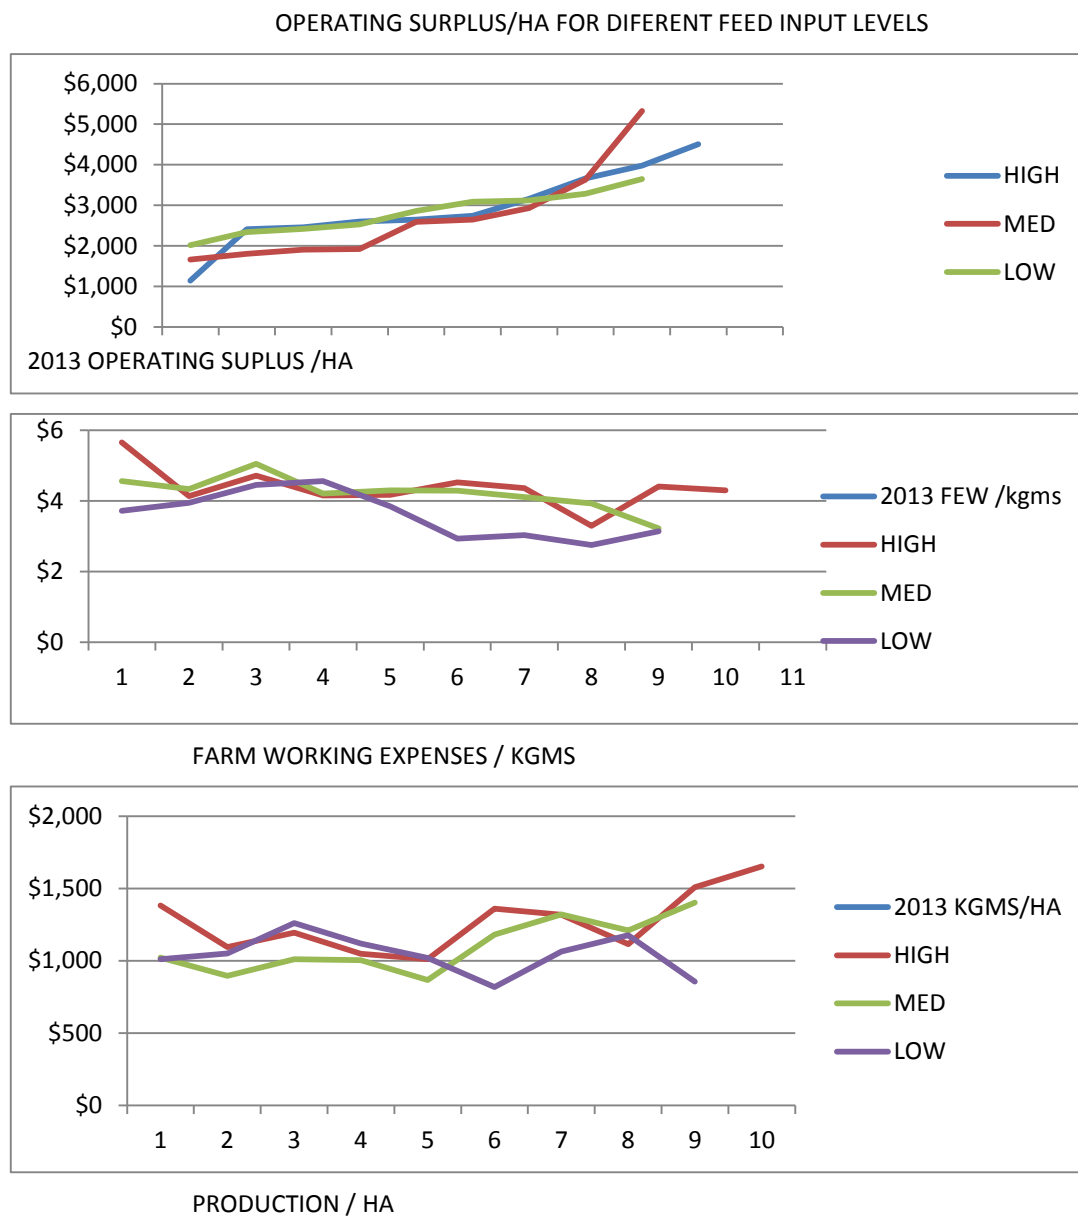 OPERATING SURPLUS/HA FOR DIFERENT FEED INPUT LEVELS
$6,000
$5,000
$4,000
$3,000
$2,000
$1,000
$0
HIGH
MED
LOW
2013 OPERATING SUPLUS /HA
$6
$4
$2
$0
1 2 3 4 5 6 7 8 9 10 11
2013 FEW /kgms
HIGH
MED
LOW
FARM WORKING EXPENSES / KGMS
$2,000
$1,500
$1,000
$500
$0
1 2 3 4 5 6 7 8 9 10
2013 KGMS/HA
HIGH
MED
LOW
PRODUCTION / HA